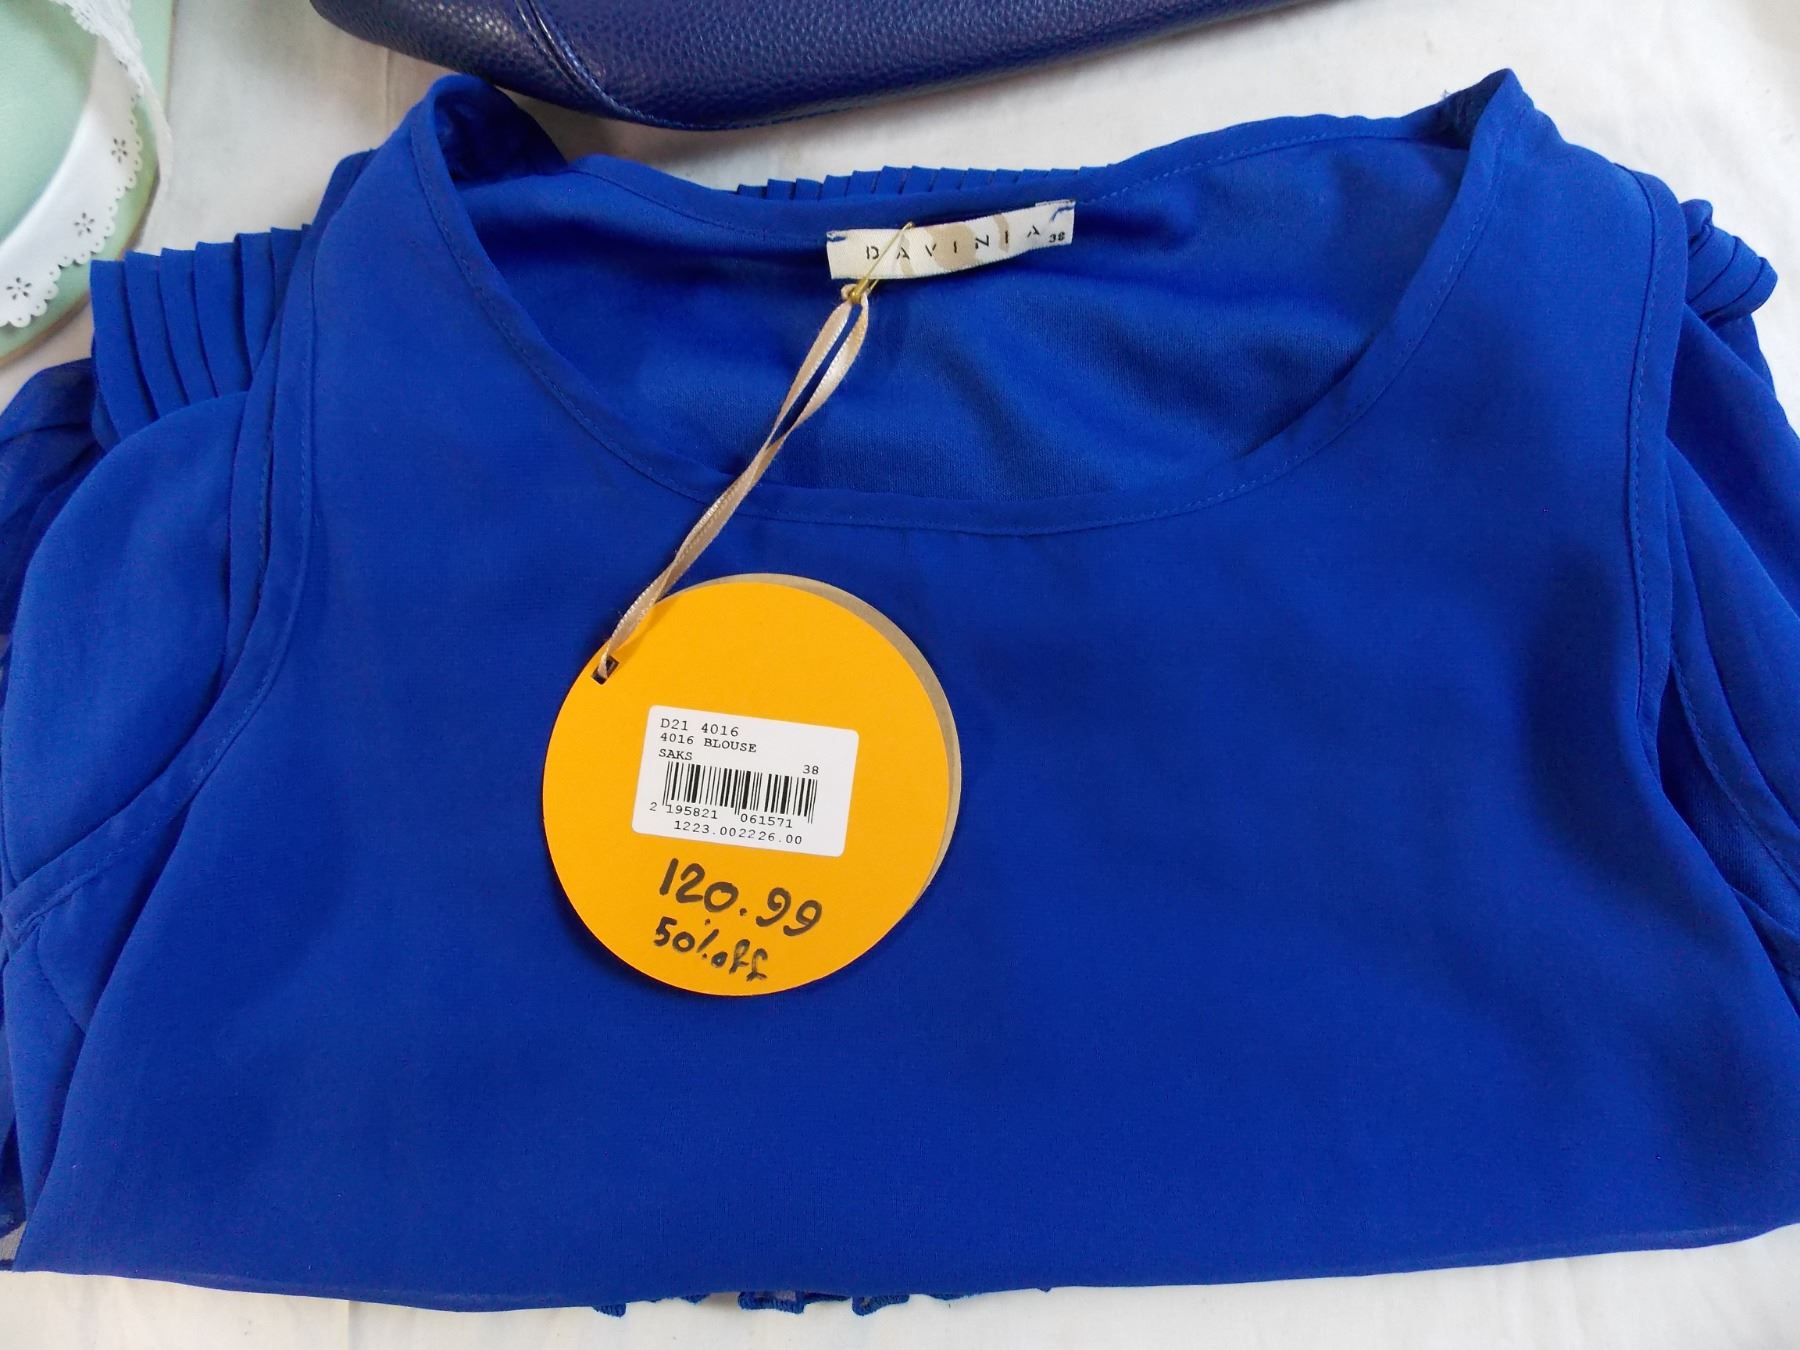 DAVINIA 38
D21 4016
4016 BLOUSE
SAKS 38
2 195821 061571
1223.002226.00
120.99
50% off